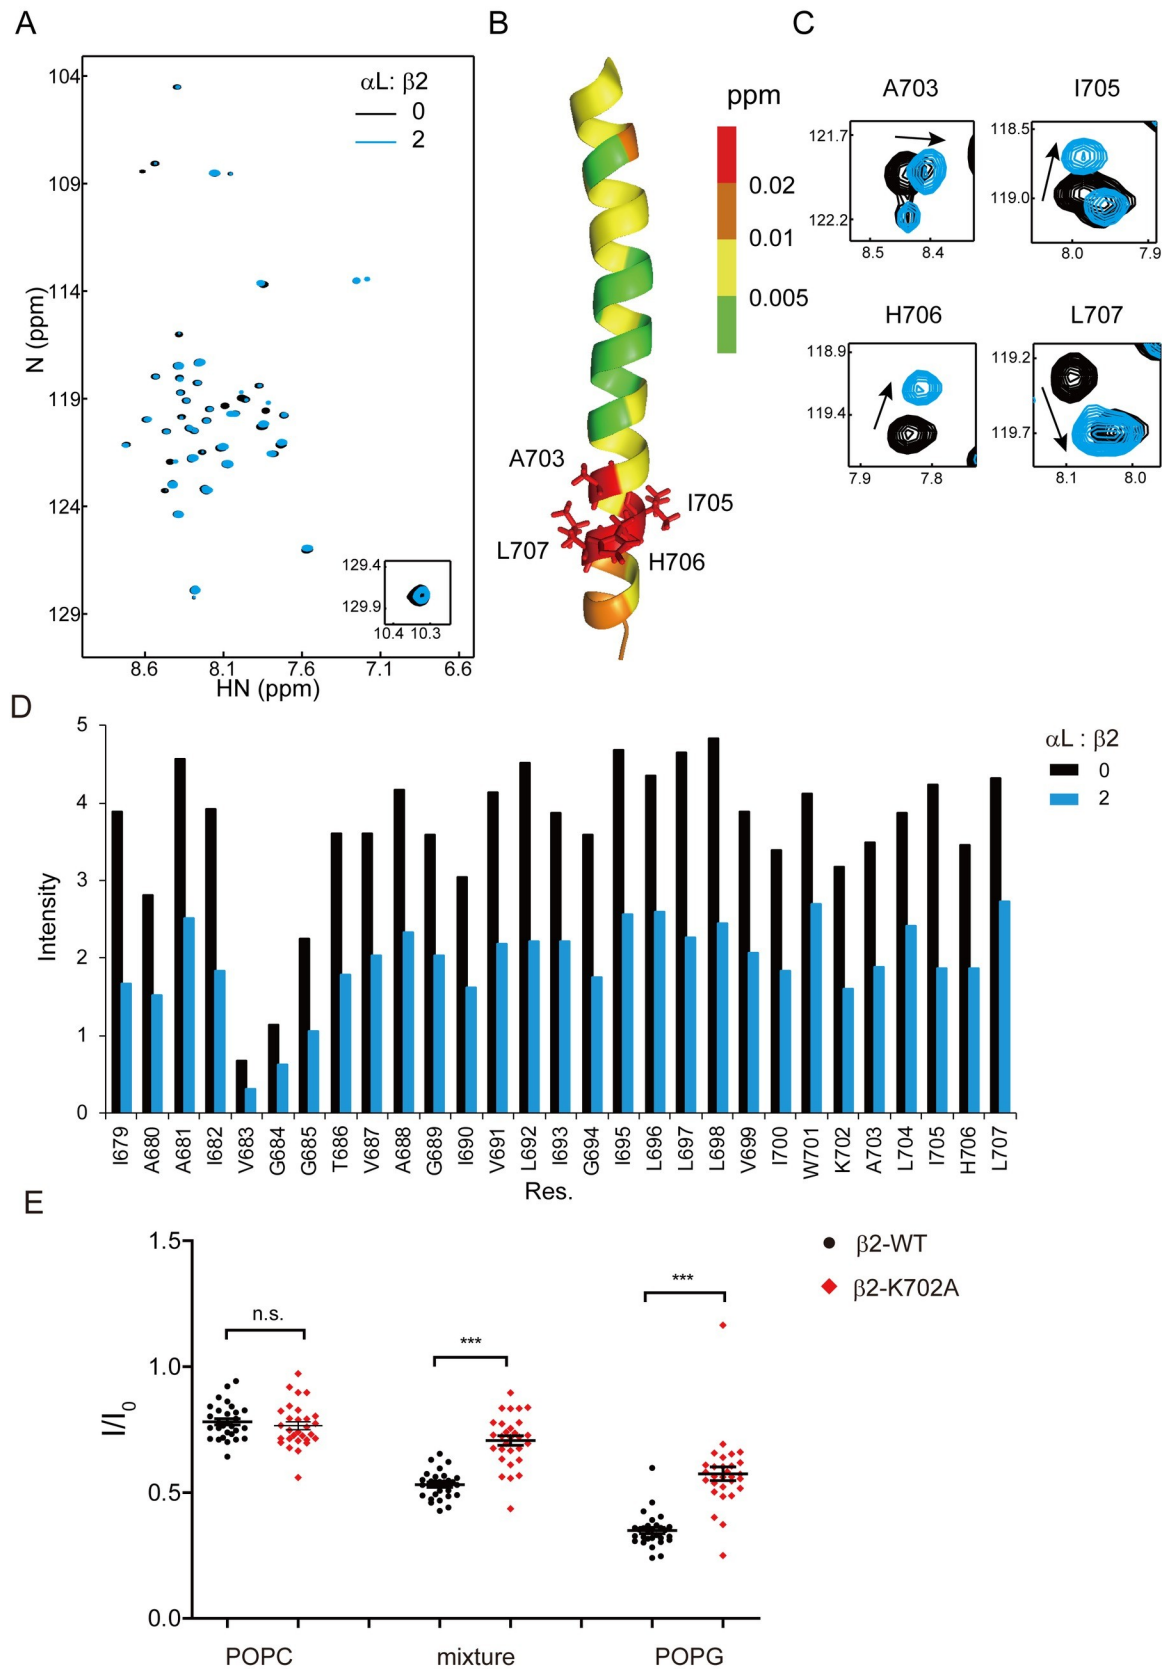 A
B
C
αL: β2
0
2
104
109
114
119
124
129
N (ppm)
8.6
8.1
7.6
7.1
6.6
HN (ppm)
129.4
129.9
10.4 10.3
ppm
0.02
0.01
0.005
A703
I705
L707
H706
A703
121.7
122.2
8.5
8.4
I705
118.5
119.0
8.0
7.9
H706
118.9
119.4
7.9
7.8
L707
119.2
119.7
8.1
8.0
D
5
4
3
2
1
0
Intensity
αL : β2
0
2
I679
A680
A681
I682
V683
G684
G685
T686
V687
A688
G689
I690
V691
L692
I693
G694
I695
L696
L697
L698
V699
I700
W701
K702
A703
L704
I705
H706
L707
Res.
E
1.5
1.0
0.5
0.0
I/I0
n.s.
***
***
β2-WT
β2-K702A
POPC
mixture
POPG